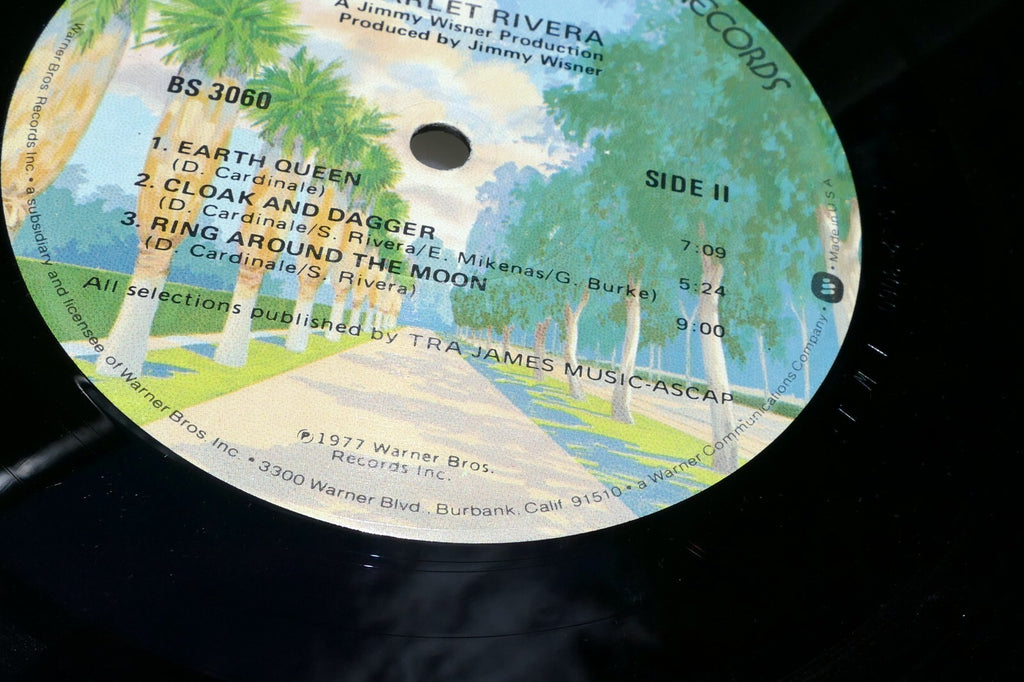 RECORDS
RLET RIVERA
A Jimmy Wisner Production
Produced by Jimmy Wisner
BS 3060
SIDE II
1. EARTH QUEEN 7:09
(D. Cardinale)
2. CLOAK AND DAGGER 5:24
(D. Cardinale/S. Rivera/E. Mikenas/G. Burke)
3. RING AROUND THE MOON 9:00
(D. Cardinale/S. Rivera)
All selections published by TRA JAMES MUSIC-ASCAP
℗1977 Warner Bros.
Records Inc.
Warner Bros. Records Inc. • a subsidiary and licensee of Warner Bros. Inc. • 3300 Warner Blvd., Burbank, Calif. 91510 • a Warner Communications Company • Made in U S A